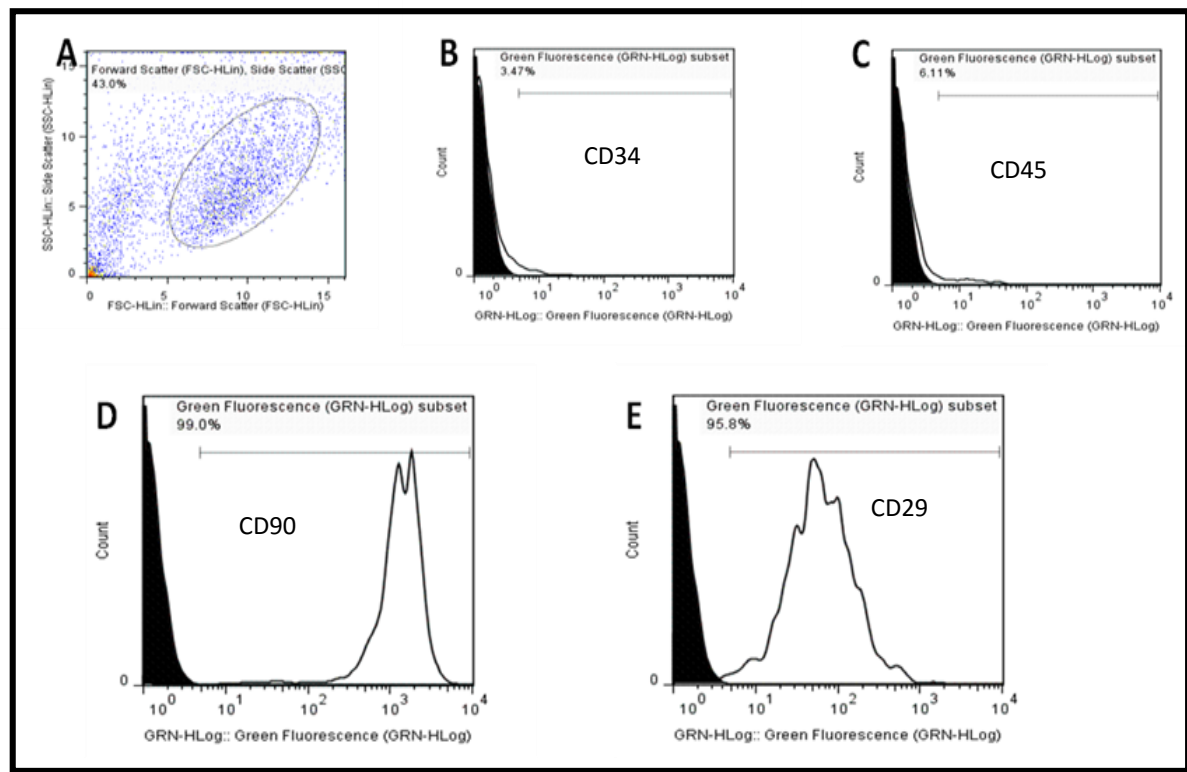 A
Forward Scatter (FSC-HLin), Side Scatter (SSC
43.0%
15
10
5
0
SSC-HLin:: Side Scatter (SSC-HLin)
0 5 10 15
FSC-HLin:: Forward Scatter (FSC-HLin)
B
Green Fluorescence (GRN-HLog) subset
3.47%
CD34
Count
0
10^0 10^1 10^2 10^3 10^4
GRN-HLog:: Green Fluorescence (GRN-HLog)
C
Green Fluorescence (GRN-HLog) subset
6.11%
CD45
Count
0
10^0 10^1 10^2 10^3 10^4
GRN-HLog:: Green Fluorescence (GRN-HLog)
D
Green Fluorescence (GRN-HLog) subset
99.0%
CD90
Count
0
10^0 10^1 10^2 10^3 10^4
GRN-HLog:: Green Fluorescence (GRN-HLog)
E
Green Fluorescence (GRN-HLog) subset
95.8%
CD29
Count
0
10^0 10^1 10^2 10^3 10^4
GRN-HLog:: Green Fluorescence (GRN-HLog)